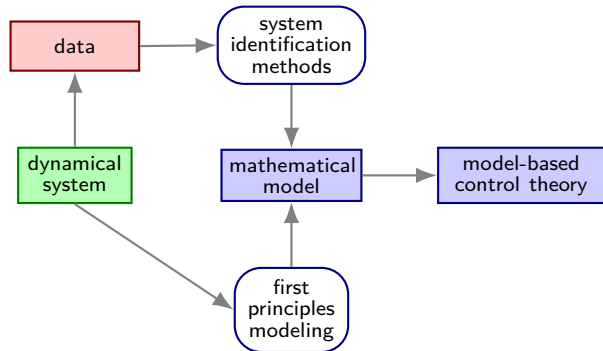 data
system
identification
methods
dynamical
system
mathematical
model
model-based
control theory
first
principles
modeling